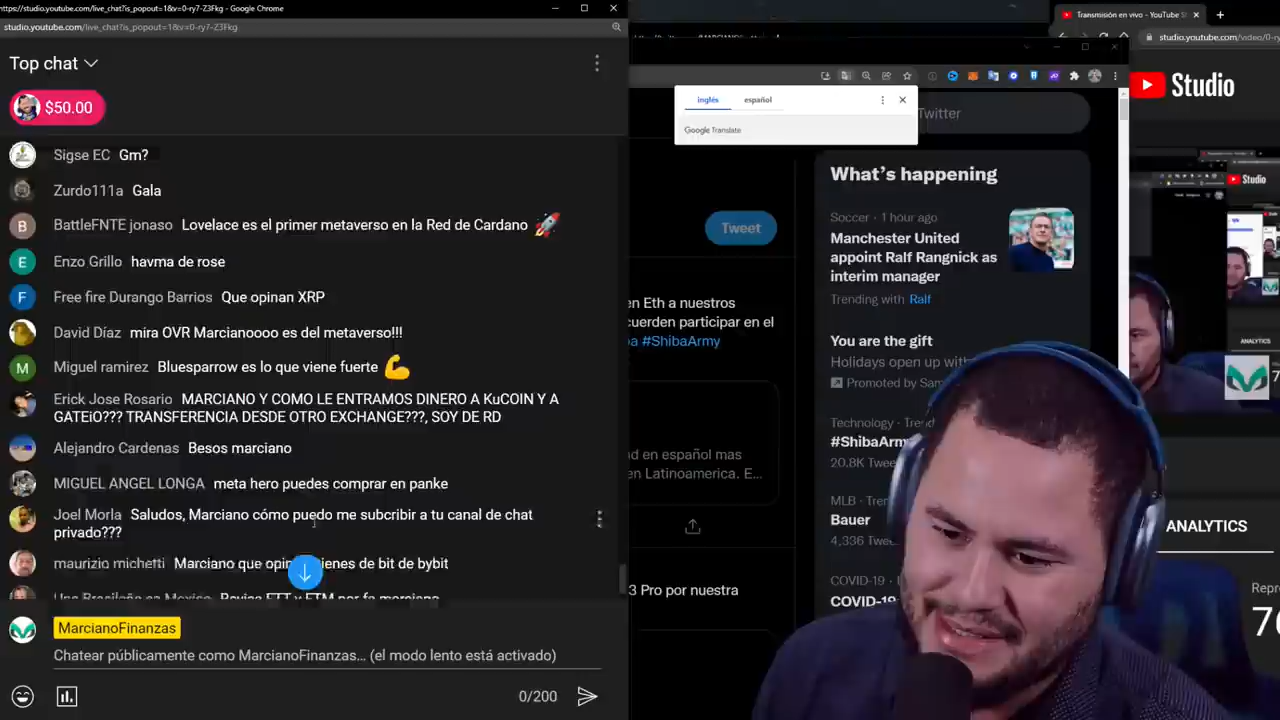 https://studio.youtube.com/live_chat?is_popout=1&v=0-ry7-Z3Fkg - Google Chrome
studio.youtube.com/live_chat?is_popout=1&v=0-ry7-Z3Fkg
Top chat
$50.00
Sigse EC Gm?
Zurdo111a Gala
BattleFNTE jonaso Lovelace es el primer metaverso en la Red de Cardano
Enzo Grillo havma de rose
Free fire Durango Barrios Que opinan XRP
David Díaz mira OVR Marcianoooo es del metaverso!!!
Miguel ramirez Bluesparrow es lo que viene fuerte
Erick Jose Rosario MARCIANO Y COMO LE ENTRAMOS DINERO A KuCOIN Y A
GATEiO??? TRANSFERENCIA DESDE OTRO EXCHANGE???, SOY DE RD
Alejandro Cardenas Besos marciano
MIGUEL ANGEL LONGA meta hero puedes comprar en panke
Joel Morla Saludos, Marciano cómo puedo me subcribir a tu canal de chat
privado???
maurizio michetti Marciano que opin ienes de bit de bybit
MarcianoFinanzas
Chatear públicamente como MarcianoFinanzas... (el modo lento está activado)
0/200
inglés español
Google Translate
Twitter
Tweet
en Eth a nuestros
cuerden participar en el
#ShibaArmy
d en español mas
en Latinoamerica. E...
3 Pro por nuestra
What's happening
Soccer · 1 hour ago
Manchester United
appoint Ralf Rangnick as
interim manager
Trending with Ralf
You are the gift
Holidays open up with
Promoted by Sam
Technology · Trend
#ShibaArmy
20.8K Twee
MLB · Tren
Bauer
4,336 Twe
COVID-19
COVID-19
Transmisión en vivo - YouTube S
studio.youtube.com/video/0-ry
Studio
Studio
ANALYTICS
ANALYTICS
Repro